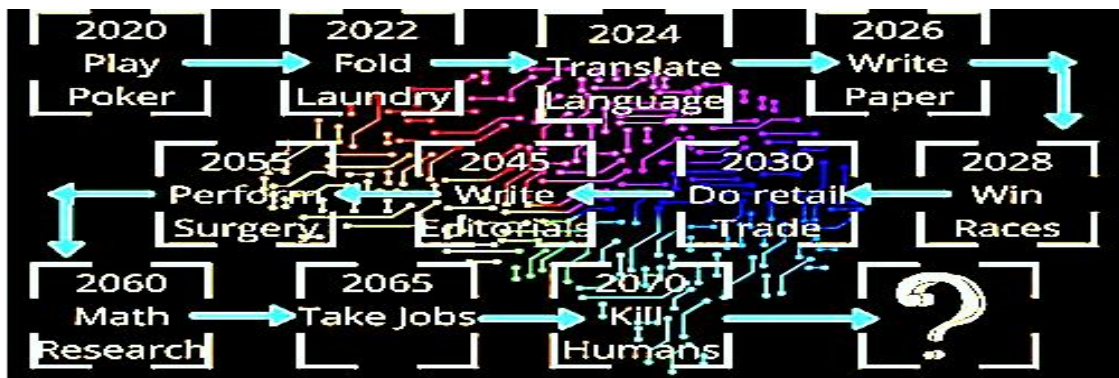 2020
Play
Poker
2022
Fold
Laundry
2024
Translate
Language
2026
Write
Paper
2028
Win
Races
2030
Do retail
Trade
2045
Write
Editorials
2055
Perform
Surgery
2060
Math
Research
2065
Take Jobs
2070
Kill
Humans
?